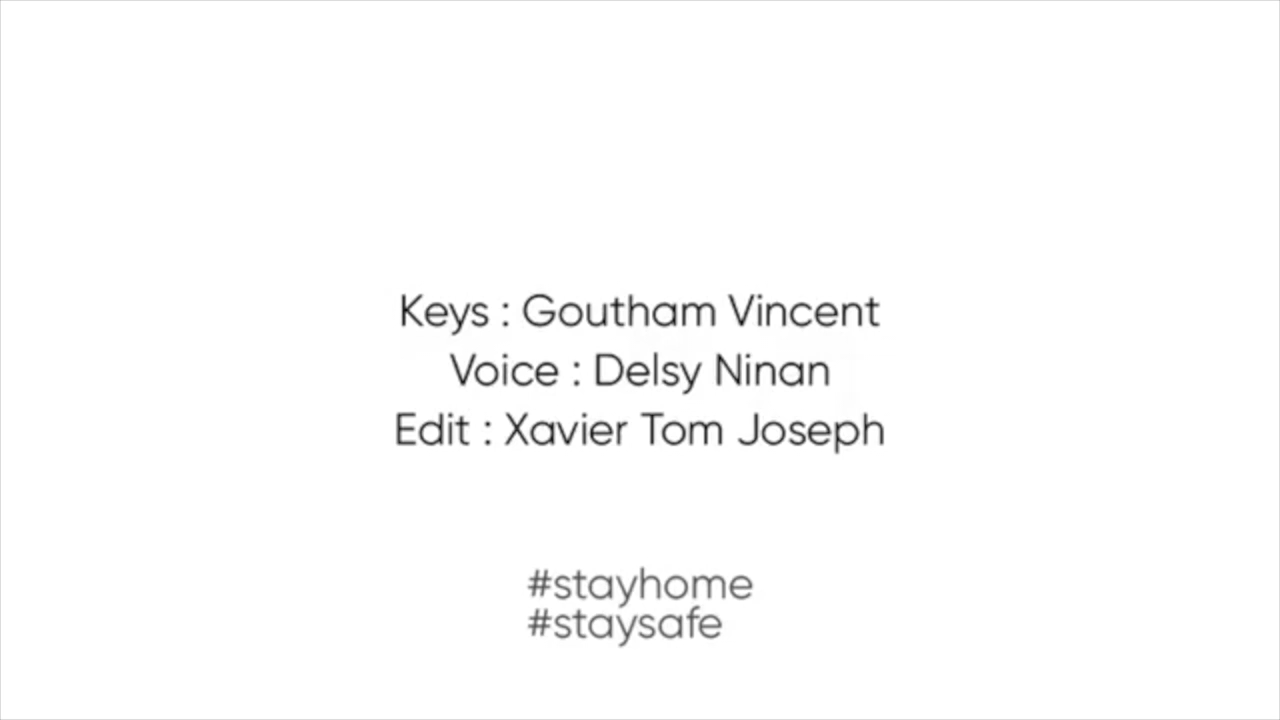 Keys : Goutham Vincent
Voice : Delsy Ninan
Edit : Xavier Tom Joseph
#stayhome
#staysafe